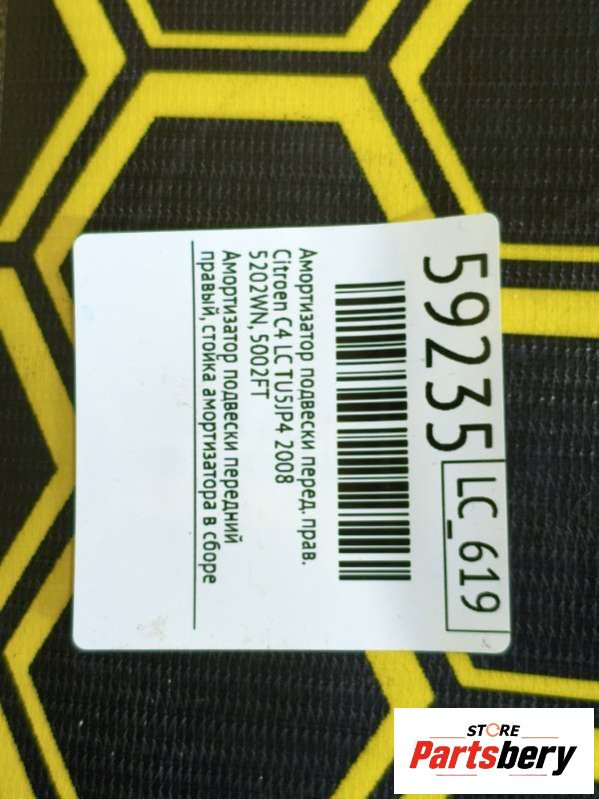 59235 LC_619
Амортизатор подвески перед. прав.
Citroen C4 LC TU5JP4 2008
5202WN, 5002FT
Амортизатор подвески передний
правый, стойка амортизатора в сборе
STORE
Partsbery